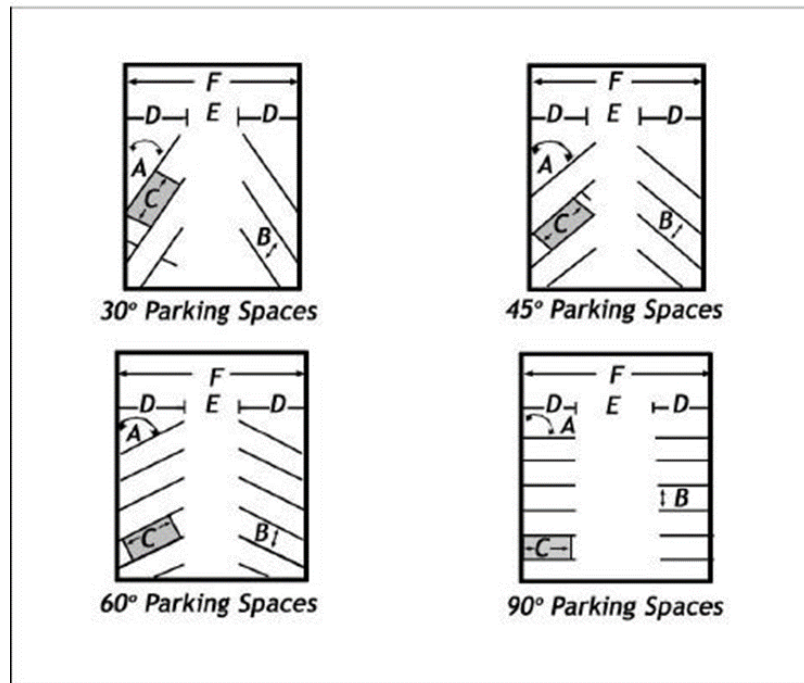 F
D E D
A
C
B
30° Parking Spaces
F
D E D
A
C
B
45° Parking Spaces
F
D E D
A
C
B
60° Parking Spaces
F
D E D
A
B
C
90° Parking Spaces